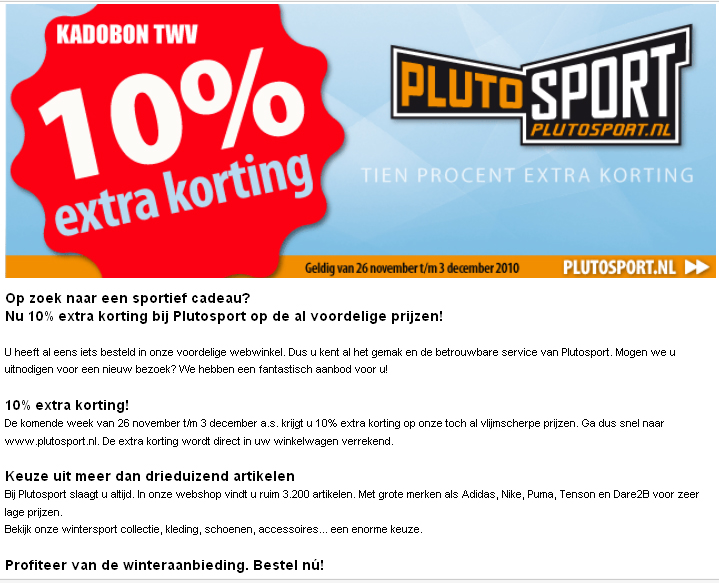 KADOBON TWV
10%
extra korting
PLUTOSPORT
PLUTOSPORT.NL
TIEN PROCENT EXTRA KORTING
Geldig van 26 november t/m 3 december 2010
PLUTOSPORT.NL
Op zoek naar een sportief cadeau?
Nu 10% extra korting bij Plutosport op de al voordelige prijzen!
U heeft al eens iets besteld in onze voordelige webwinkel. Dus u kent al het gemak en de betrouwbare service van Plutosport. Mogen we u
uitnodigen voor een nieuw bezoek? We hebben een fantastisch aanbod voor u!
10% extra korting!
De komende week van 26 november t/m 3 december a.s. krijgt u 10% extra korting op onze toch al vlijmscherpe prijzen. Ga dus snel naar
www.plutosport.nl. De extra korting wordt direct in uw winkelwagen verrekend.
Keuze uit meer dan drieduizend artikelen
Bij Plutosport slaagt u altijd. In onze webshop vindt u ruim 3.200 artikelen. Met grote merken als Adidas, Nike, Puma, Tenson en Dare2B voor zeer
lage prijzen.
Bekijk onze wintersport collectie, kleding, schoenen, accessoires... een enorme keuze.
Profiteer van de winteraanbieding. Bestel nú!